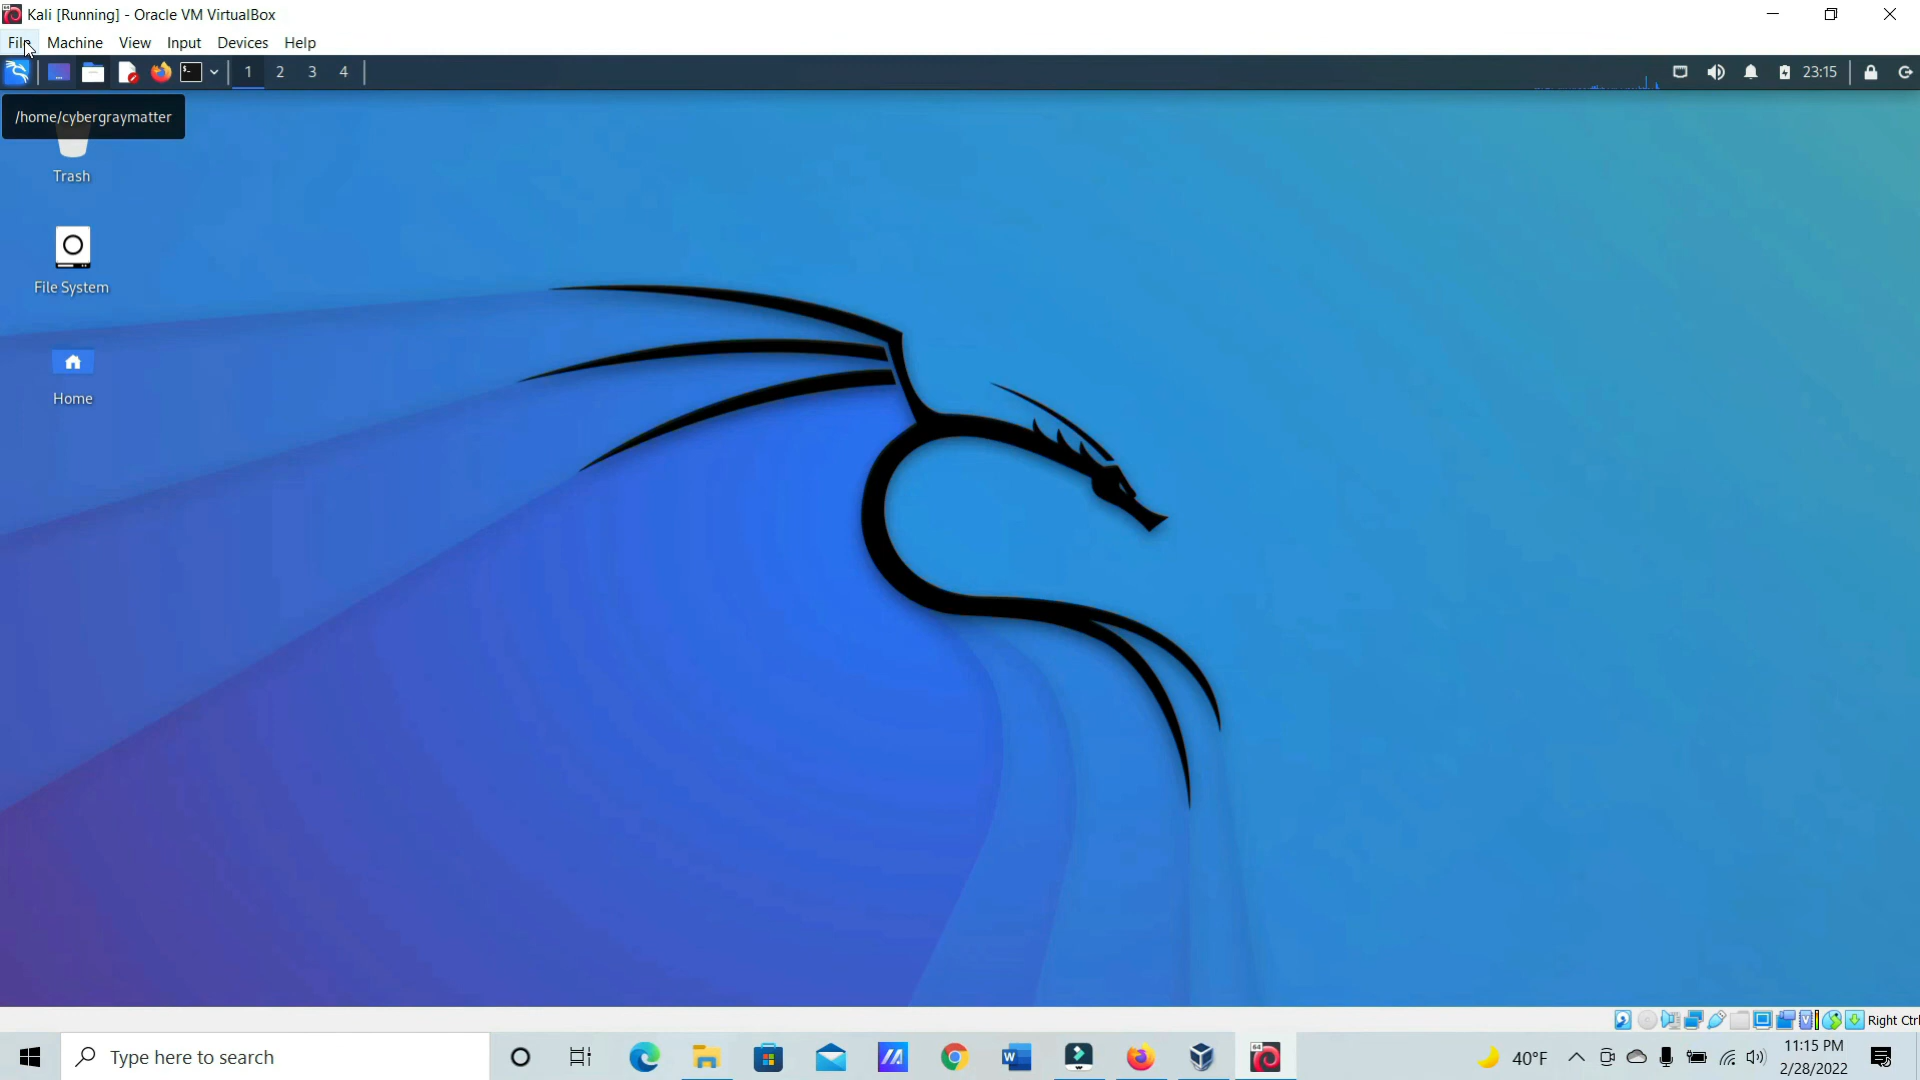 Kali [Running] - Oracle VM VirtualBox
File Machine View Input Devices Help
1 2 3 4 23:15
/home/cybergraymatter
Trash
File System
Home
Right Ctrl
Type here to search
40°F
11:15 PM
2/28/2022